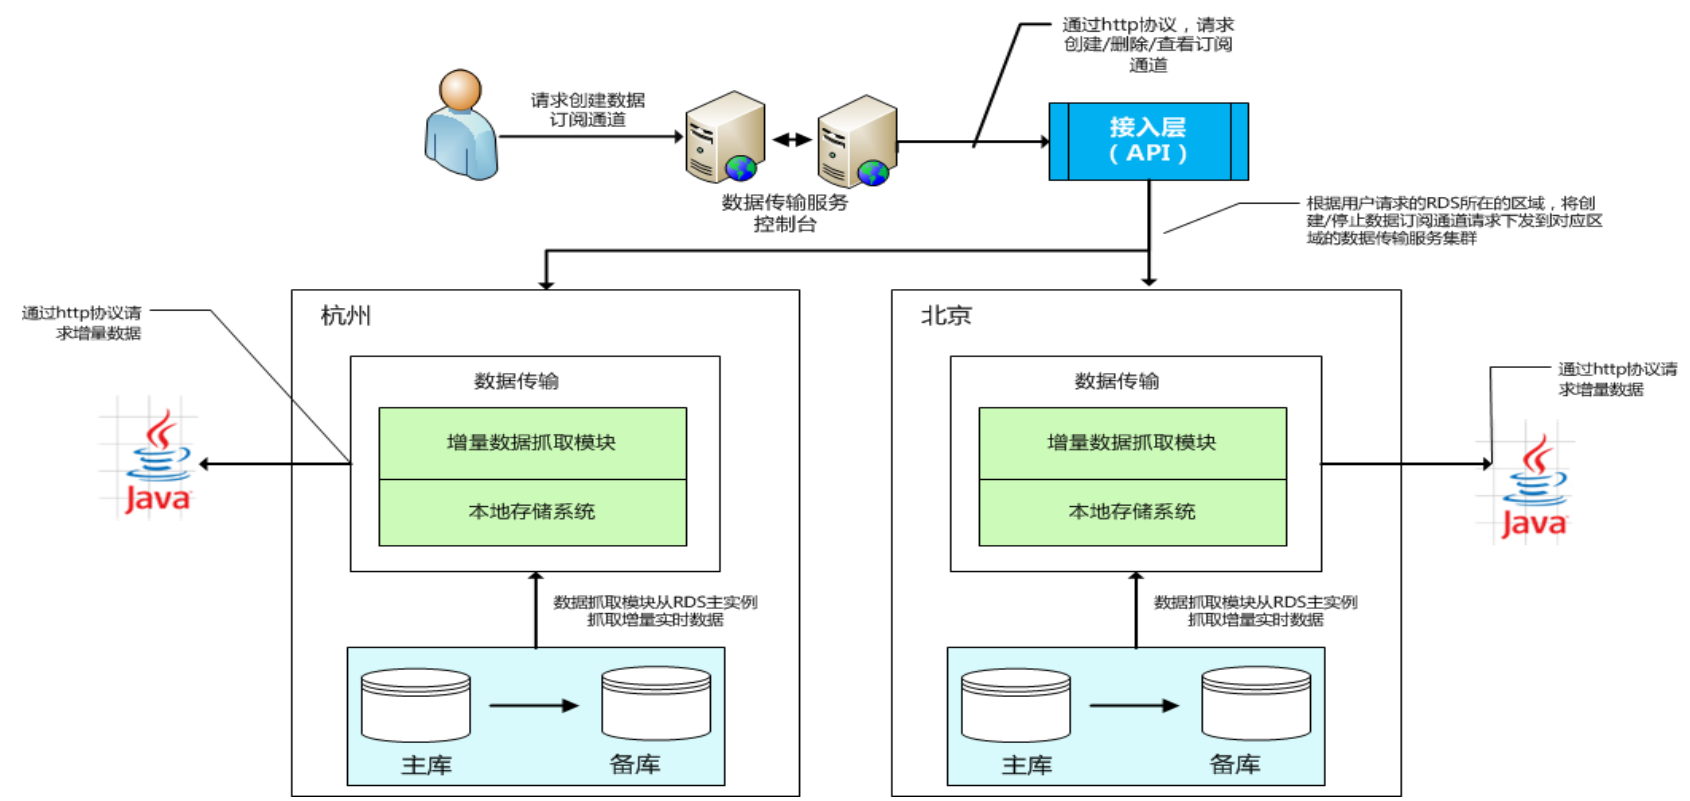 通过http协议，请求
创建/删除/查看订阅
通道
请求创建数据
订阅通道
接入层
（API）
数据传输服务
控制台
根据用户请求的RDS所在的区域，将创
建/停止数据订阅通道请求下发到对应区
域的数据传输服务集群
通过http协议请
求增量数据
杭州
数据传输
增量数据抓取模块
本地存储系统
Java
数据抓取模块从RDS主实例
抓取增量实时数据
主库
备库
北京
数据传输
增量数据抓取模块
本地存储系统
通过http协议请
求增量数据
Java
数据抓取模块从RDS主实例
抓取增量实时数据
主库
备库